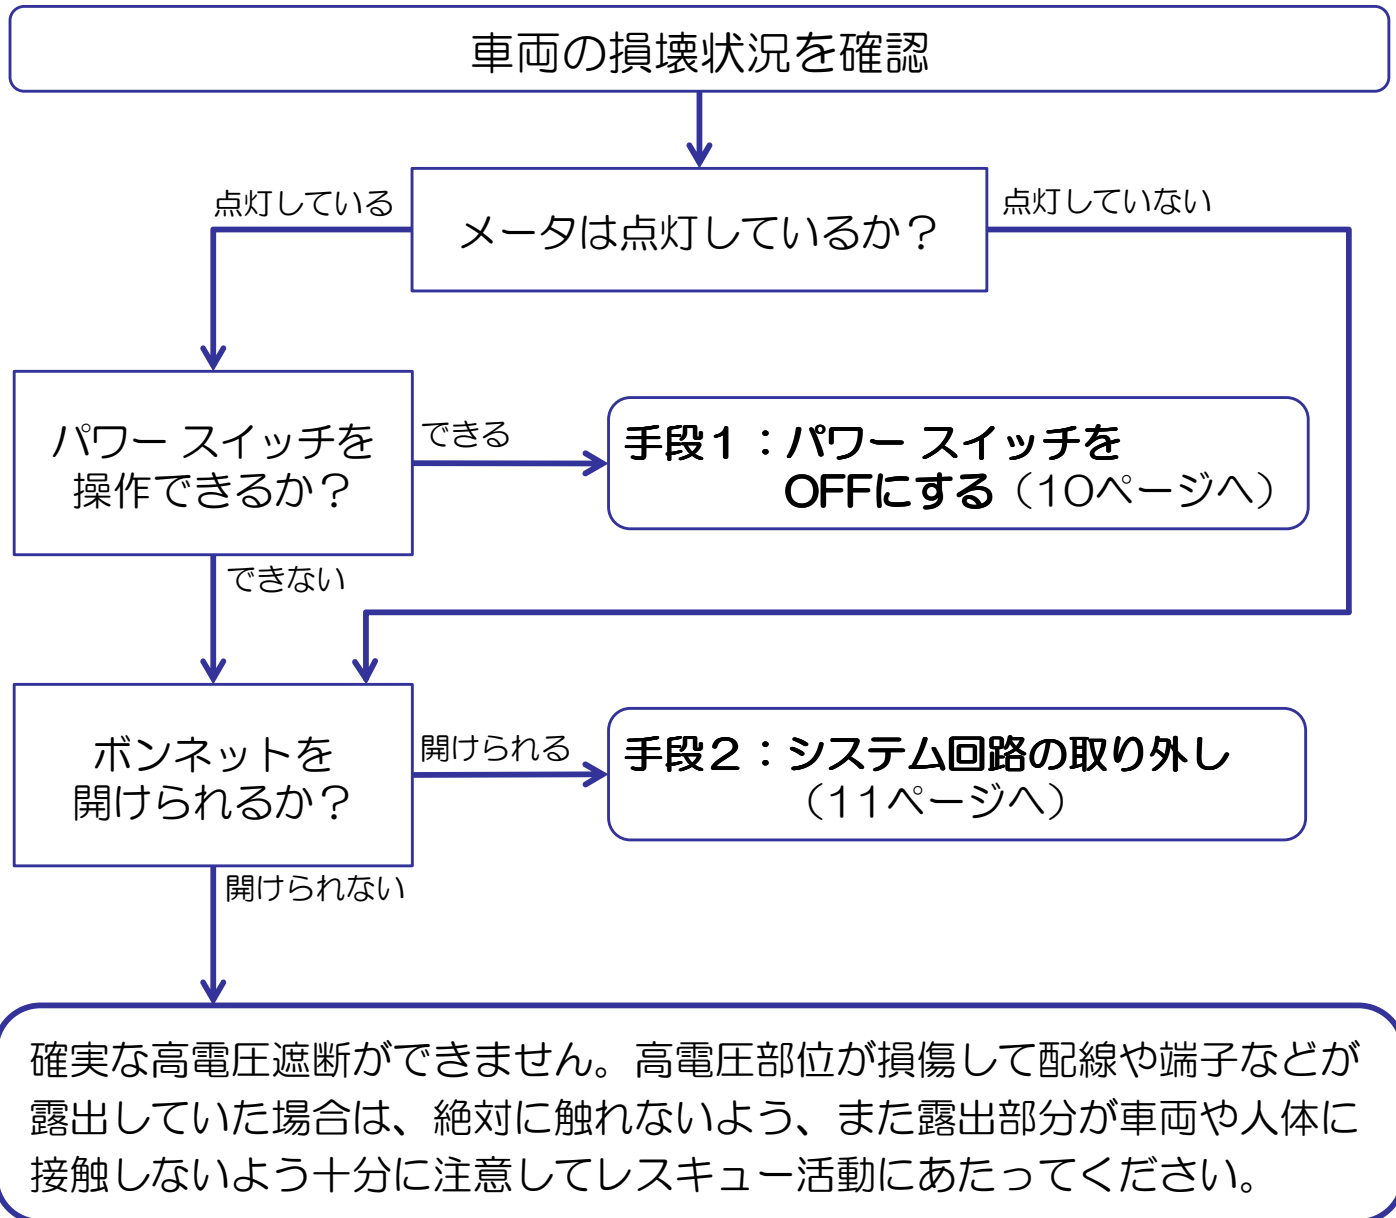 車両の損壊状況を確認
点灯している
メータは点灯しているか？
点灯していない
パワー スイッチを
操作できるか？
できる
手段１：パワー スイッチを
OFFにする（10ページへ）
できない
ボンネットを
開けられるか？
開けられる
手段２：システム回路の取り外し
（11ページへ）
開けられない
確実な高電圧遮断ができません。高電圧部位が損傷して配線や端子などが
露出していた場合は、絶対に触れないよう、また露出部分が車両や人体に
接触しないよう十分に注意してレスキュー活動にあたってください。